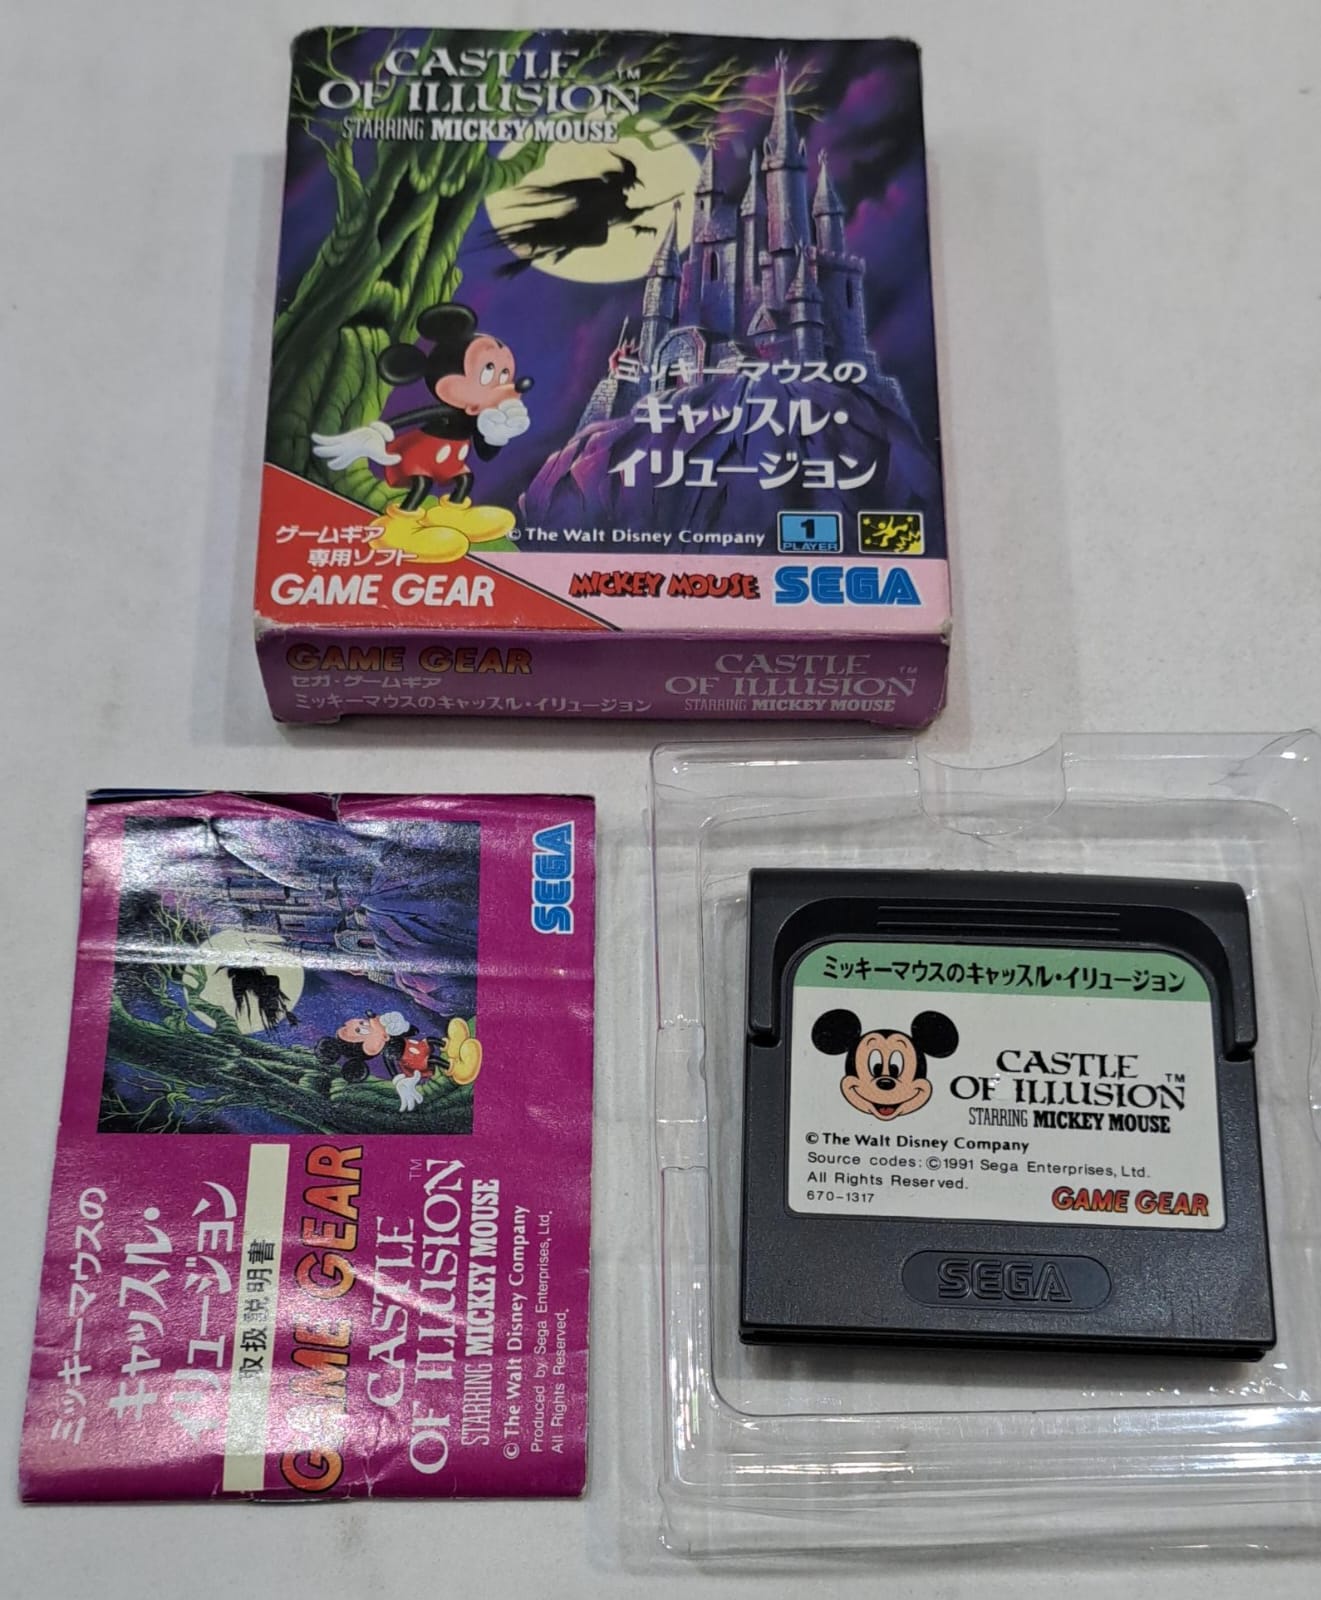 CASTLE
OF ILLUSION™
STARRING MICKEY MOUSE
ミッキーマウスの
キャッスル・
イリュージョン
© The Walt Disney Company
1
PLAYER
ゲームギア
専用ソフト
GAME GEAR
MICKEY MOUSE
SEGA
GAME GEAR
セガ・ゲームギア
ミッキーマウスのキャッスル・イリュージョン
CASTLE
OF ILLUSION™
STARRING MICKEY MOUSE
SEGA
ミッキーマウスの
キャッスル・
イリュージョン
取扱説明書
GAME GEAR
CASTLE
OF ILLUSION™
STARRING MICKEY MOUSE
© The Walt Disney Company
Produced by Sega Enterprises, Ltd.
All Rights Reserved.
ミッキーマウスのキャッスル・イリュージョン
CASTLE
OF ILLUSION™
STARRING MICKEY MOUSE
© The Walt Disney Company
Source codes: ©1991 Sega Enterprises, Ltd.
All Rights Reserved.
670-1317
GAME GEAR
SEGA